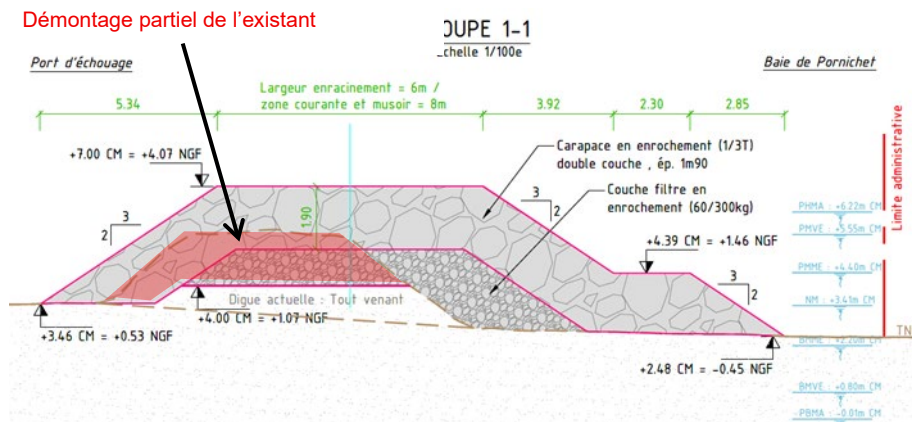 Démontage partiel de l’existant
OUPE 1-1
chelle 1/100e
Port d'échouage
Baie de Pornichet
Largeur enracinement = 6m /
zone courante et musoir = 8m
5.34
3.92
2.30
2.85
Carapace en enrochement (1/3T)
double couche , ép. 1m90
+7.00 CM = +4.07 NGF
Couche filtre en
enrochement (60/300kg)
Limite administrative
3
2
1.90
3
2
PHMA : +6.22m CM
PMVE : +5.55m CM
+4.39 CM = +1.46 NGF
3
2
PMME : +4.40m CM
NM : +3.41m CM
Digue actuelle : Tout venant
+4.00 CM = +1.07 NGF
+3.46 CM = +0.53 NGF
TN
BMME : +2.20m CM
+2.48 CM = -0.45 NGF
BMVE : +0.80m CM
PBMA : -0.01m CM